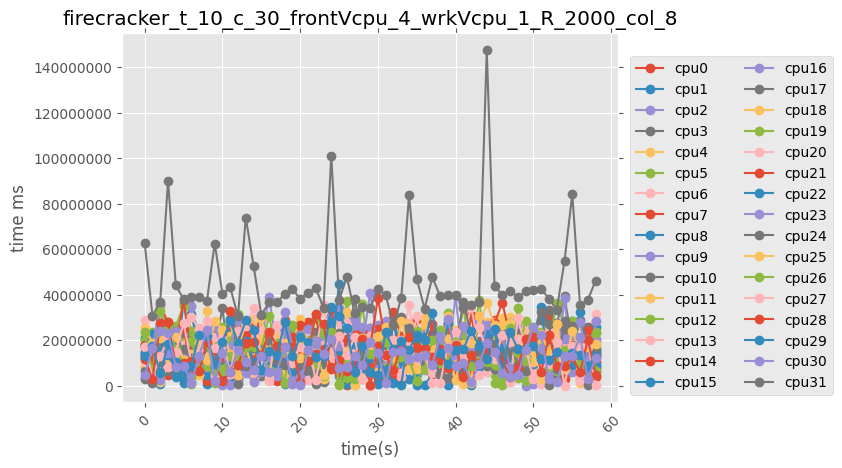 firecracker_t_10_c_30_frontVcpu_4_wrkVcpu_1_R_2000_col_8
140000000
120000000
100000000
80000000
60000000
40000000
20000000
0
time ms
0 10 20 30 40 50 60
time(s)
cpu0 cpu16
cpu1 cpu17
cpu2 cpu18
cpu3 cpu19
cpu4 cpu20
cpu5 cpu21
cpu6 cpu22
cpu7 cpu23
cpu8 cpu24
cpu9 cpu25
cpu10 cpu26
cpu11 cpu27
cpu12 cpu28
cpu13 cpu29
cpu14 cpu30
cpu15 cpu31